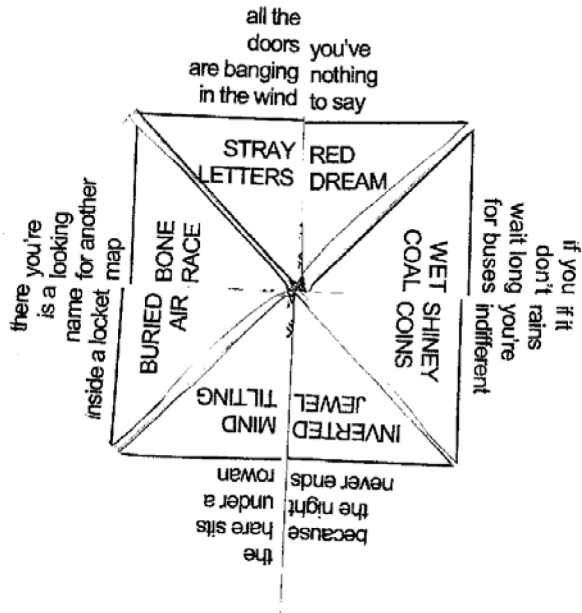 all the
doors
are banging
in the wind
you've
nothing
to say
STRAY
LETTERS
RED
DREAM
if you
don't
wait long
for buses
if it
rains
you're
indifferent
WET
COAL
SHINEY
COINS
because
the night
never ends
the
hare sits
under a
rowan
INVERTED
JEWEL
MIND
TILTING
there
is a
name
inside a locket
you're
looking
for another
map
BURIED
AIR
BONE
RACE